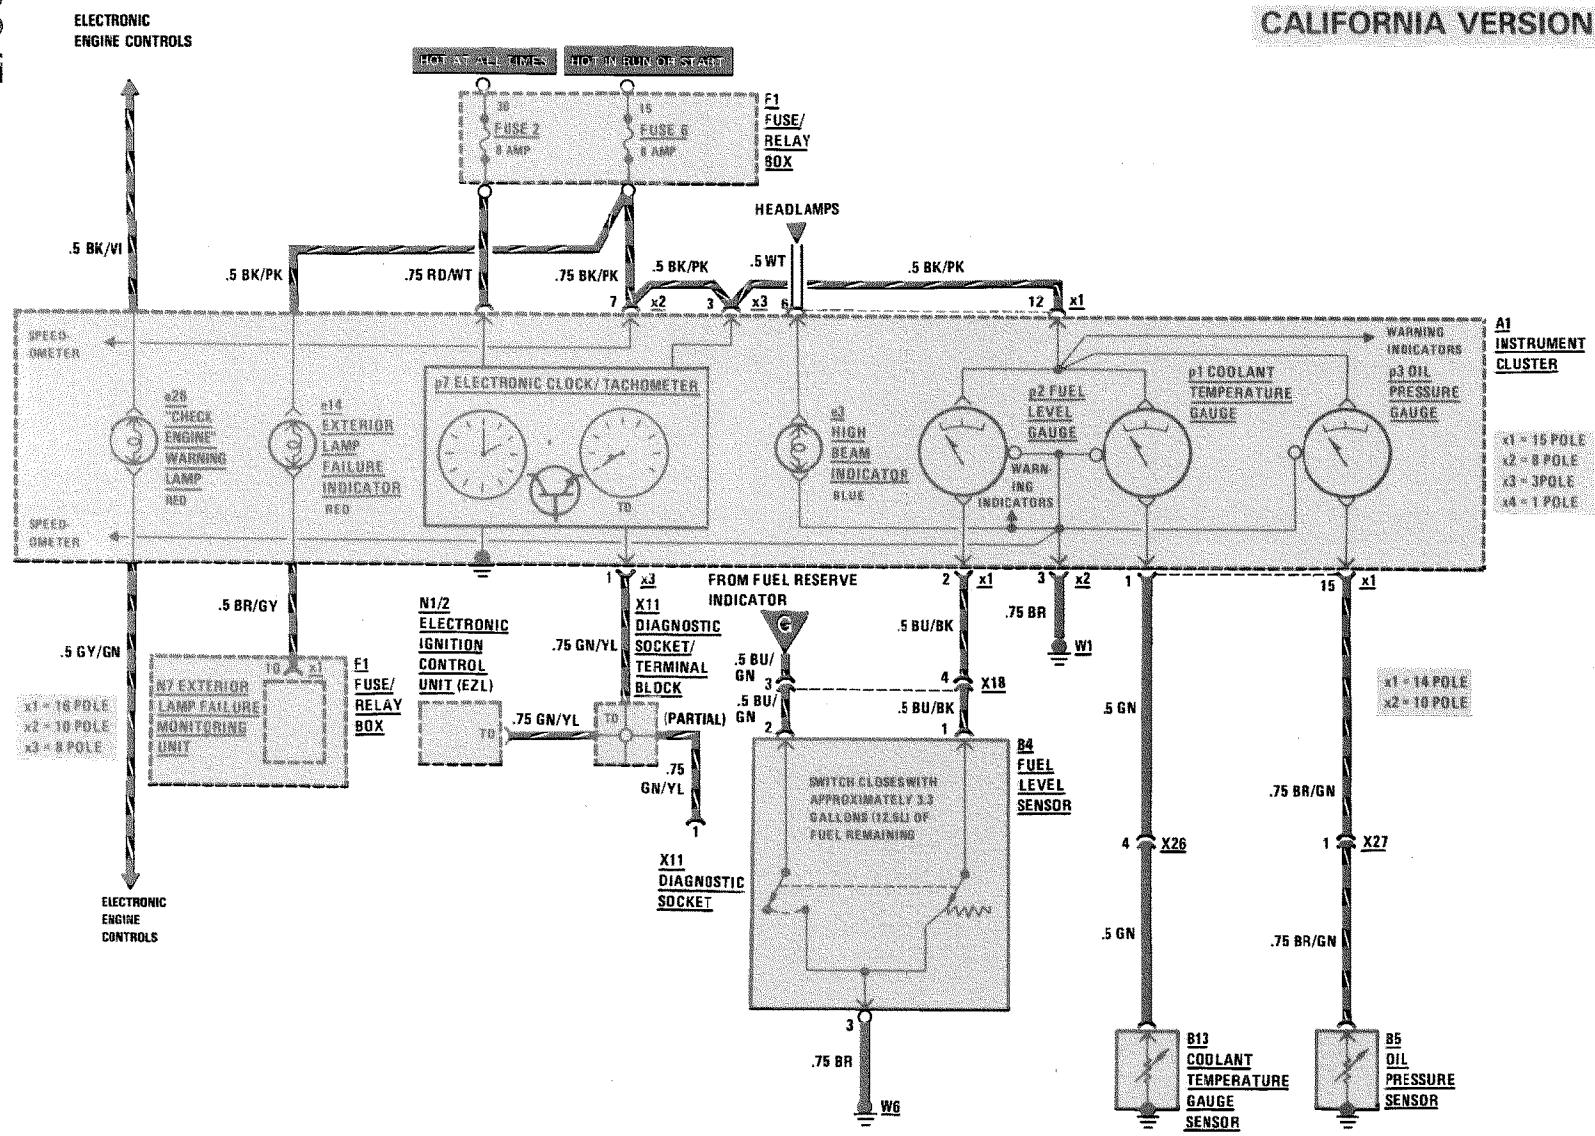 ELECTRONIC
ENGINE CONTROLS
CALIFORNIA VERSION
HOT AT ALL TIMES
HOT IN RUN OR START
30
FUSE 2
8 AMP
15
FUSE 6
8 AMP
F1
FUSE/
RELAY
BOX
HEADLAMPS
.5 BK/VI
.5 BK/PK
.75 RD/WT
.75 BK/PK
.5 BK/PK
.5 WT
.5 BK/PK
7
x2
3
x3
6
12
x1
A1
INSTRUMENT
CLUSTER
SPEED-
OMETER
WARNING
INDICATORS
p7 ELECTRONIC CLOCK/TACHOMETER
TD
e28
"CHECK
ENGINE"
WARNING
LAMP
RED
e14
EXTERIOR
LAMP
FAILURE
INDICATOR
RED
e3
HIGH
BEAM
INDICATOR
BLUE
p2 FUEL
LEVEL
GAUGE
p1 COOLANT
TEMPERATURE
GAUGE
p3 OIL
PRESSURE
GAUGE
WARN-
ING
INDICATORS
x1 = 15 POLE
x2 = 8 POLE
x3 = 3POLE
x4 = 1 POLE
SPEED-
OMETER
1
x3
FROM FUEL RESERVE
INDICATOR
2
x1
3
x2
1
15
x1
.5 BR/GY
.5 GY/GN
N1/2
ELECTRONIC
IGNITION
CONTROL
UNIT (EZL)
.75 GN/YL
X11
DIAGNOSTIC
SOCKET/
TERMINAL
BLOCK
G
.5 BU/BK
.75 BR
W1
10
x1
N7 EXTERIOR
LAMP FAILURE
MONITORING
UNIT
F1
FUSE/
RELAY
BOX
x1 = 16 POLE
x2 = 10 POLE
x3 = 8 POLE
.5 BU/
GN
3
4
X18
.5 BU/
GN
.5 BU/BK
2
1
x1 = 14 POLE
x2 = 10 POLE
.5 GN
TD
.75 GN/YL
TD
(PARTIAL)
.75
GN/YL
1
B4
FUEL
LEVEL
SENSOR
SWITCH CLOSES WITH
APPROXIMATELY 3.3
GALLONS (12.5L) OF
FUEL REMAINING
.75 BR/GN
4
X26
1
X27
X11
DIAGNOSTIC
SOCKET
ELECTRONIC
ENGINE
CONTROLS
.5 GN
.75 BR/GN
3
.75 BR
W6
B13
COOLANT
TEMPERATURE
GAUGE
SENSOR
B5
OIL
PRESSURE
SENSOR